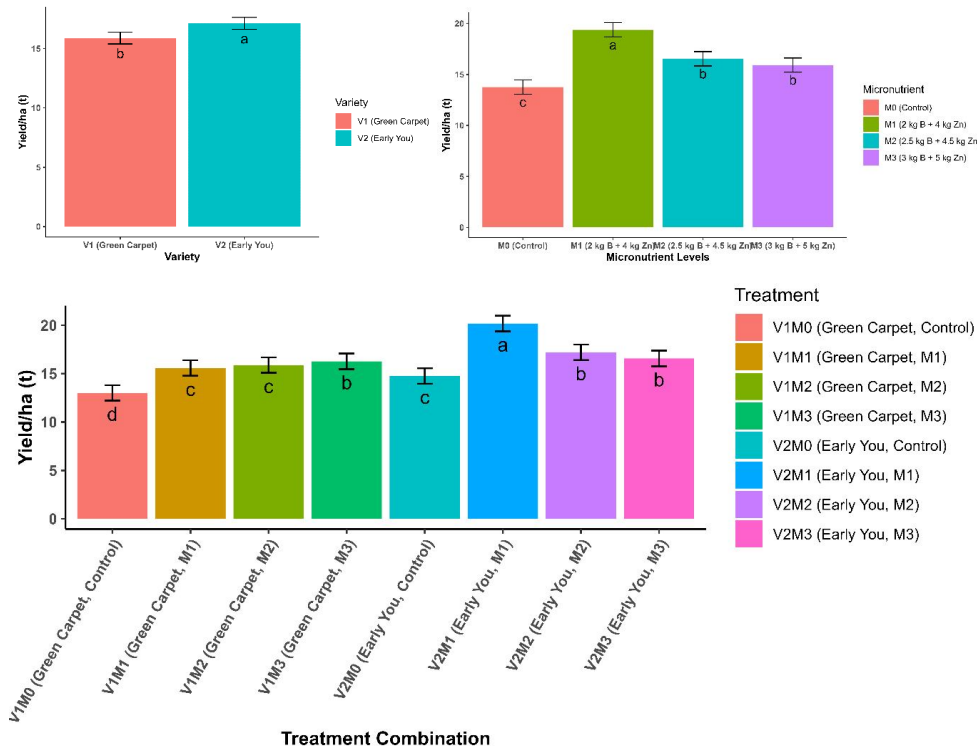 Yield/ha (t)
15
10
5
0
b
a
V1 (Green Carpet)
V2 (Early You)
Variety
Variety
V1 (Green Carpet)
V2 (Early You)
Yield/ha (t)
20
15
10
5
0
c
a
b
b
M0 (Control)
M1 (2 kg B + 4 kg Zn)
M2 (2.5 kg B + 4.5 kg Zn)
M3 (3 kg B + 5 kg Zn)
Micronutrient Levels
Micronutrient
M0 (Control)
M1 (2 kg B + 4 kg Zn)
M2 (2.5 kg B + 4.5 kg Zn
M3 (3 kg B + 5 kg Zn)
Yield/ha (t)
20
15
10
5
0
d
c
c
b
c
a
b
b
V1M0 (Green Carpet, Control)
V1M1 (Green Carpet, M1)
V1M2 (Green Carpet, M2)
V1M3 (Green Carpet, M3)
V2M0 (Early You, Control)
V2M1 (Early You, M1)
V2M2 (Early You, M2)
V2M3 (Early You, M3)
Treatment Combination
Treatment
V1M0 (Green Carpet, Control)
V1M1 (Green Carpet, M1)
V1M2 (Green Carpet, M2)
V1M3 (Green Carpet, M3)
V2M0 (Early You, Control)
V2M1 (Early You, M1)
V2M2 (Early You, M2)
V2M3 (Early You, M3)